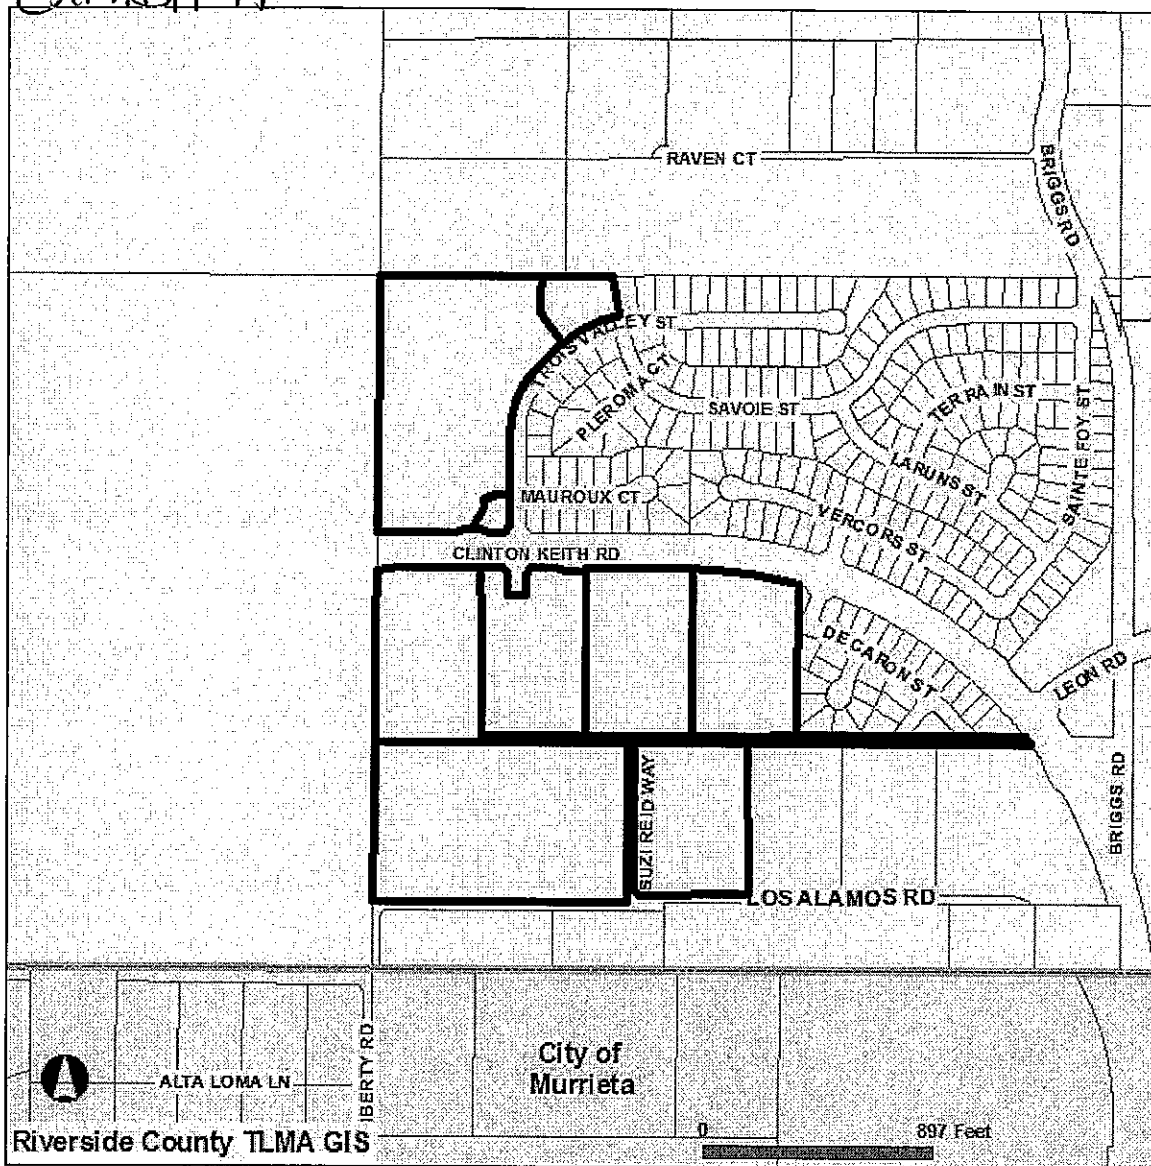 RAVEN CT
BRIGGS RD
TROIS VALLEY ST
PLEROMA CT
SAVOIE ST
TERRAIN ST
SAINTE FOY ST
LARUNS ST
MAUROUX CT
VERCORS ST
CLINTON KEITH RD
DECARON ST
LEON RD
SUZI REID WAY
BRIGGS RD
LOS ALAMOS RD
IBERTY RD
City of
Murrieta
ALTA LOMA LN
0 897 Feet
Riverside County TLMA GIS